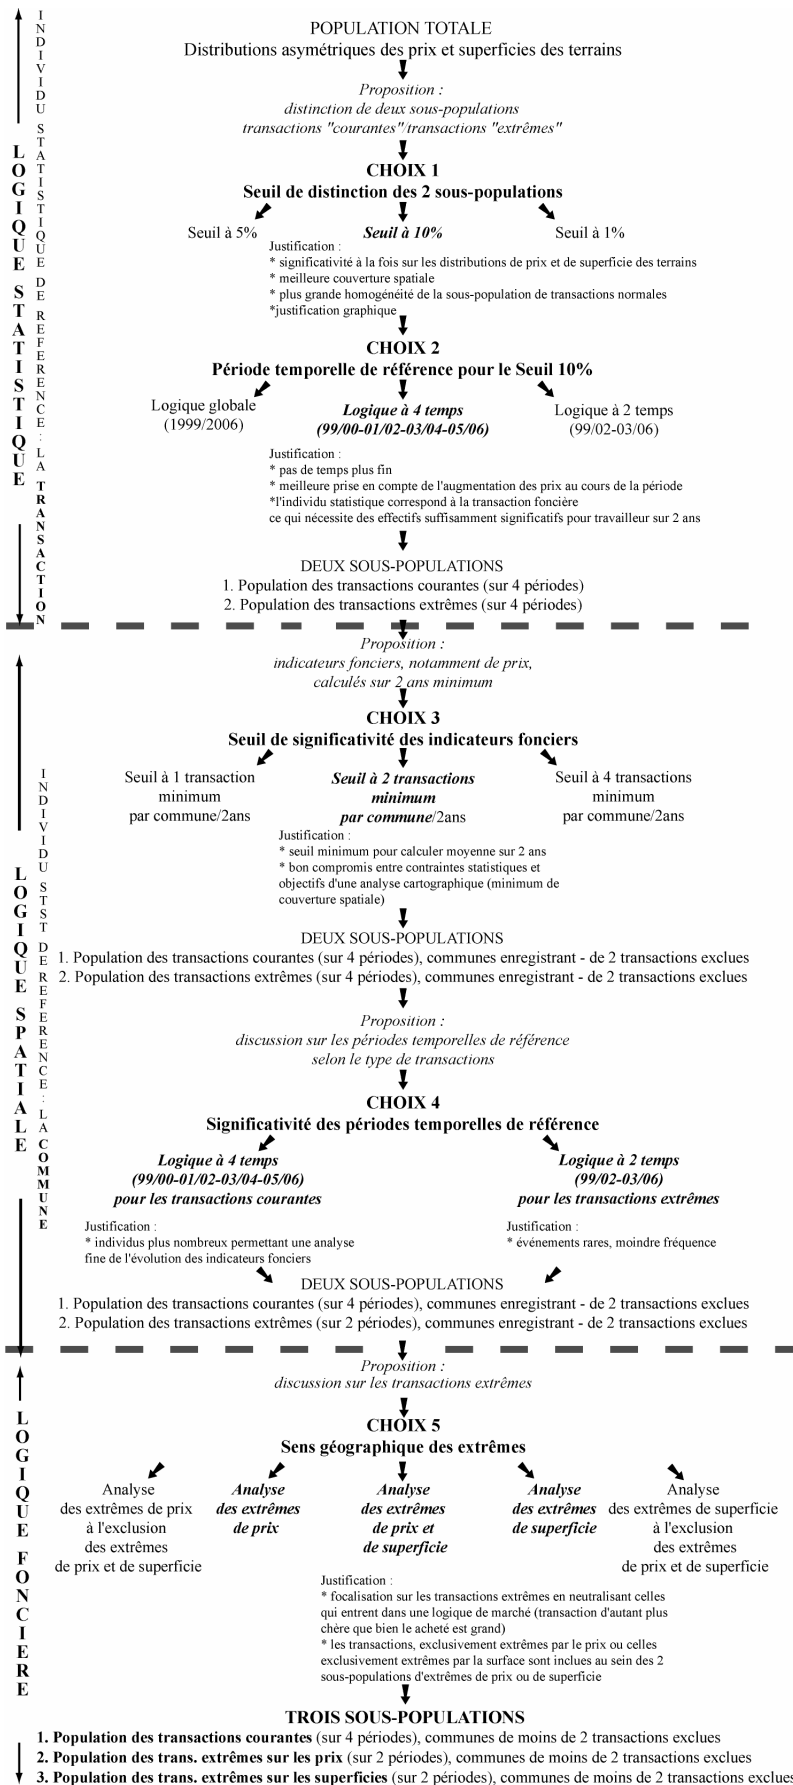 POPULATION TOTALE
Distributions asymétriques des prix et superficies des terrains
Proposition :
distinction de deux sous-populations
transactions "courantes"/transactions "extrêmes"
CHOIX 1
Seuil de distinction des 2 sous-populations
Seuil à 5%
Seuil à 10%
Seuil à 1%
Justification :
* significativité à la fois sur les distributions de prix et de superficie des terrains
* meilleure couverture spatiale
* plus grande homogénéité de la sous-population de transactions normales
*justification graphique
CHOIX 2
Période temporelle de référence pour le Seuil 10%
Logique globale
(1999/2006)
Logique à 4 temps
(99/00-01/02-03/04-05/06)
Logique à 2 temps
(99/02-03/06)
Justification :
* pas de temps plus fin
* meilleure prise en compte de l'augmentation des prix au cours de la période
*l'individu statistique correspond à la transaction foncière
ce qui nécessite des effectifs suffisamment significatifs pour travailleur sur 2 ans
DEUX SOUS-POPULATIONS
1. Population des transactions courantes (sur 4 périodes)
2. Population des transactions extrêmes (sur 4 périodes)
LOGIQUE STATISTIQUE
INDIVIDU STATISTIQUE DE REFERENCE : LA TRANSACTION
Proposition :
indicateurs fonciers, notamment de prix,
calculés sur 2 ans minimum
CHOIX 3
Seuil de significativité des indicateurs fonciers
Seuil à 1 transaction
minimum
par commune/2ans
Seuil à 2 transactions
minimum
par commune/2ans
Seuil à 4 transactions
minimum
par commune/2ans
Justification :
* seuil minimum pour calculer moyenne sur 2 ans
* bon compromis entre contraintes statistiques et
objectifs d'une analyse cartographique (minimum de
couverture spatiale)
DEUX SOUS-POPULATIONS
1. Population des transactions courantes (sur 4 périodes), communes enregistrant - de 2 transactions exclues
2. Population des transactions extrêmes (sur 4 périodes), communes enregistrant - de 2 transactions exclues
Proposition :
discussion sur les périodes temporelles de référence
selon le type de transactions
CHOIX 4
Significativité des périodes temporelles de référence
Logique à 4 temps
(99/00-01/02-03/04-05/06)
pour les transactions courantes
Logique à 2 temps
(99/02-03/06)
pour les transactions extrêmes
Justification :
* individus plus nombreux permettant une analyse
fine de l'évolution des indicateurs fonciers
Justification :
* événements rares, moindre fréquence
DEUX SOUS-POPULATIONS
1. Population des transactions courantes (sur 4 périodes), communes enregistrant - de 2 transactions exclues
2. Population des transactions extrêmes (sur 2 périodes), communes enregistrant - de 2 transactions exclues
LOGIQUE SPATIALE
INDIVIDU STST DE REFERENCE : LA COMMUNE
Proposition :
discussion sur les transactions extrêmes
CHOIX 5
Sens géographique des extrêmes
Analyse
des extrêmes de prix
à l'exclusion
des extrêmes
de prix et de superficie
Analyse
des extrêmes
de prix
Analyse
des extrêmes
de prix et
de superficie
Analyse
des extrêmes
de superficie
Analyse
des extrêmes de superficie
à l'exclusion
des extrêmes
de prix et de superficie
Justification :
* focalisation sur les transactions extrêmes en neutralisant celles
qui entrent dans une logique de marché (transaction d'autant plus
chère que bien le acheté est grand)
* les transactions, exclusivement extrêmes par le prix ou celles
exclusivement extrêmes par la surface sont inclues au sein des 2
sous-populations d'extrêmes de prix ou de superficie
TROIS SOUS-POPULATIONS
1. Population des transactions courantes (sur 4 périodes), communes de moins de 2 transactions exclues
2. Population des trans. extrêmes sur les prix (sur 2 périodes), communes de moins de 2 transactions exclues
3. Population des trans. extrêmes sur les superficies (sur 2 périodes), communes de moins de 2 transactions exclues
LOGIQUE FONCIERE